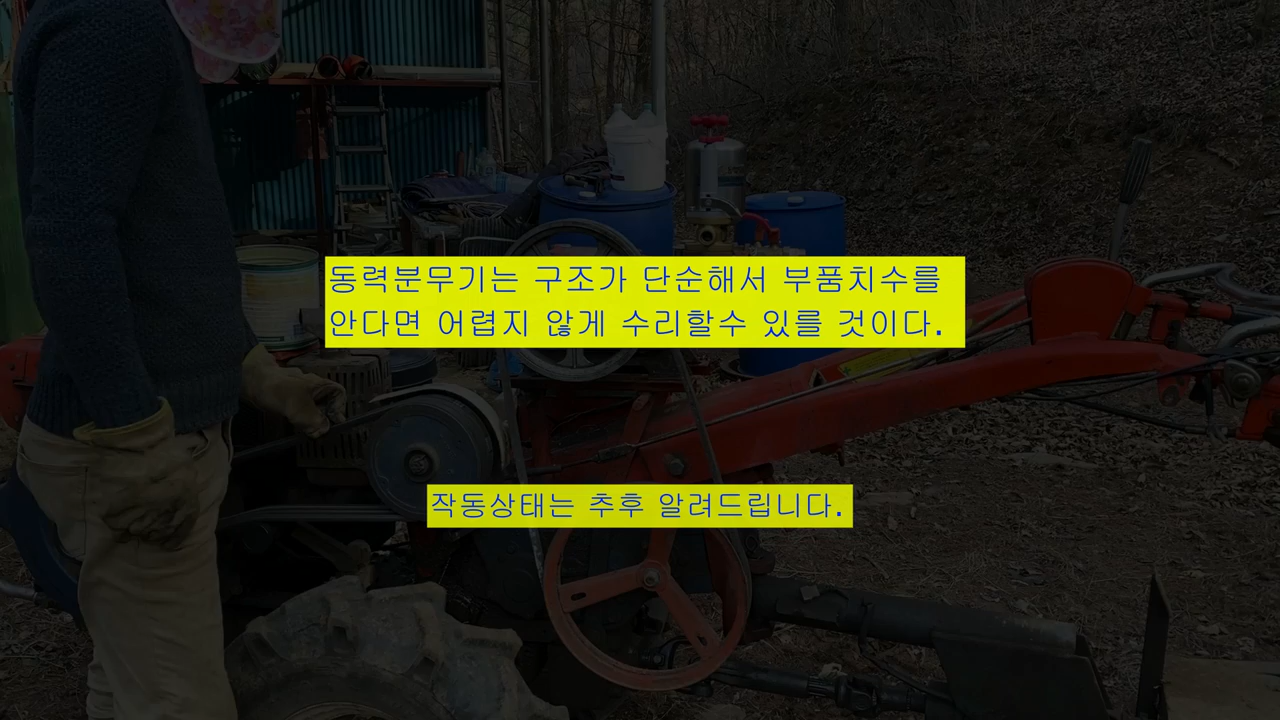 동력분무기는 구조가 단순해서 부품치수를
안다면 어렵지 않게 수리할수 있를 것이다.
작동상태는 추후 알려드립니다.